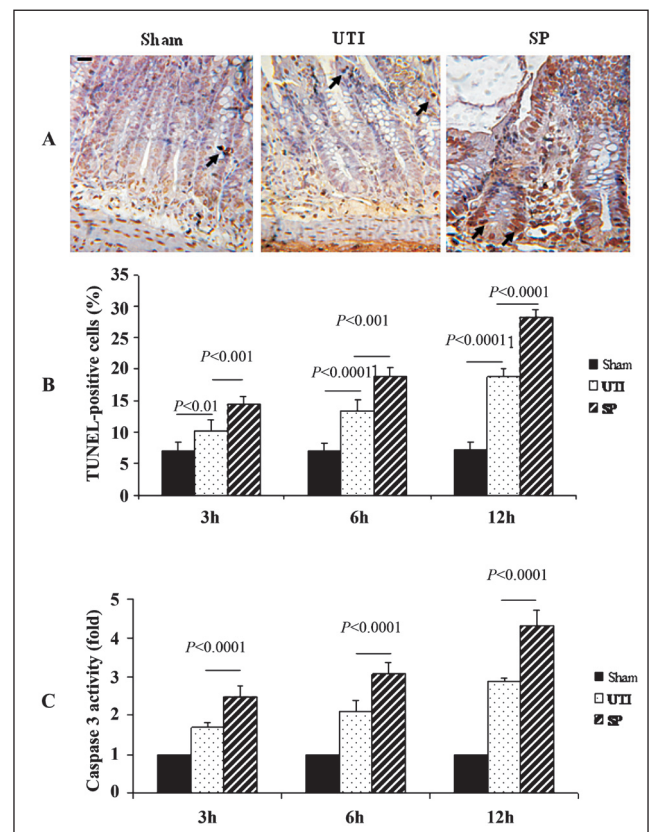 Sham UTI SP
A
B
TUNEL-positive cells (%)
35
30
25
20
15
10
5
0
P<0.01
P<0.001
P<0.0001
P<0.001
P<0.0001
P<0.0001
3h 6h 12h
Sham
UTI
SP
C
Caspase 3 activity (fold)
5
4
3
2
1
0
P<0.0001
P<0.0001
P<0.0001
3h 6h 12h
Sham
UTI
SP